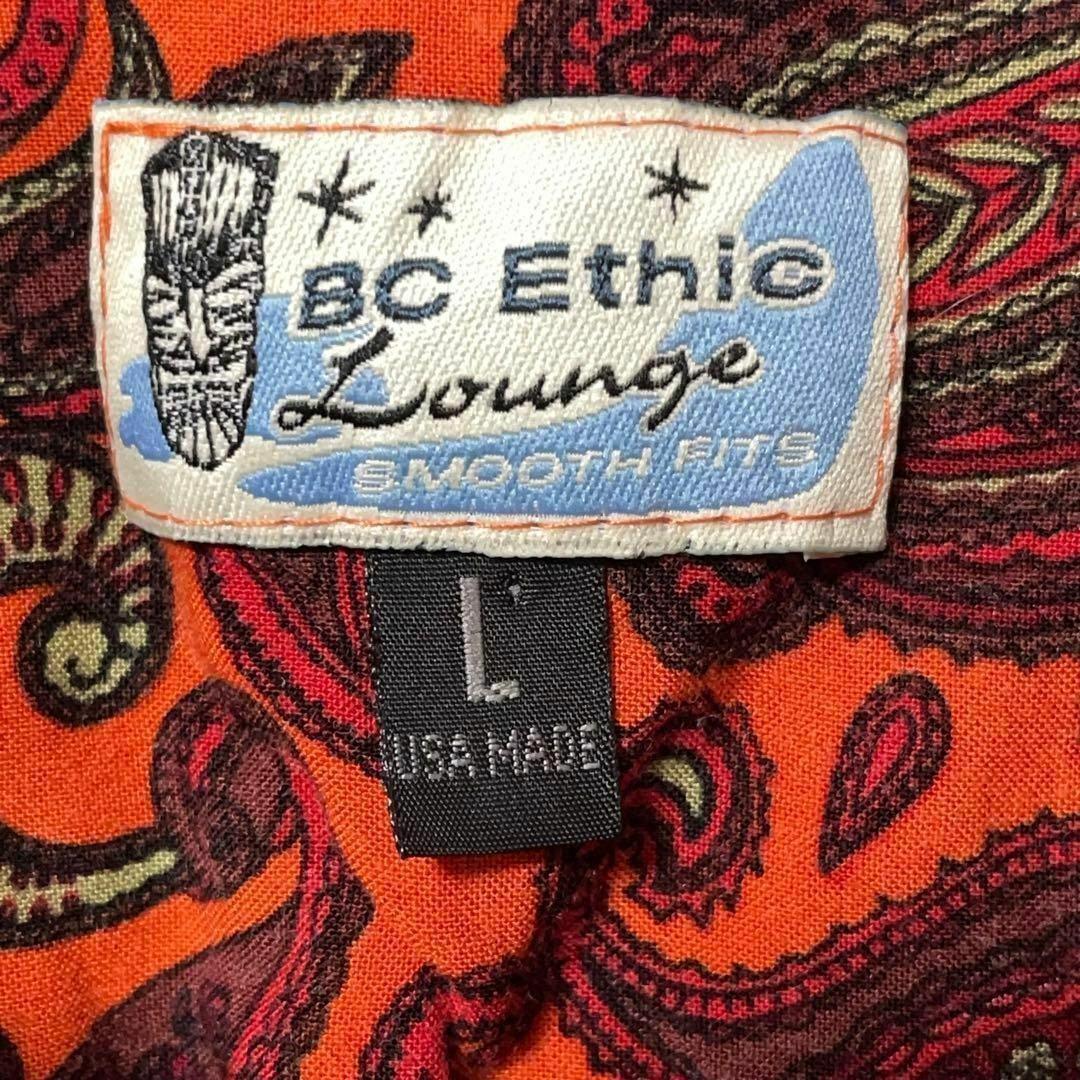 BC Ethic
Lounge
SMOOTH FITS
L
USA MADE